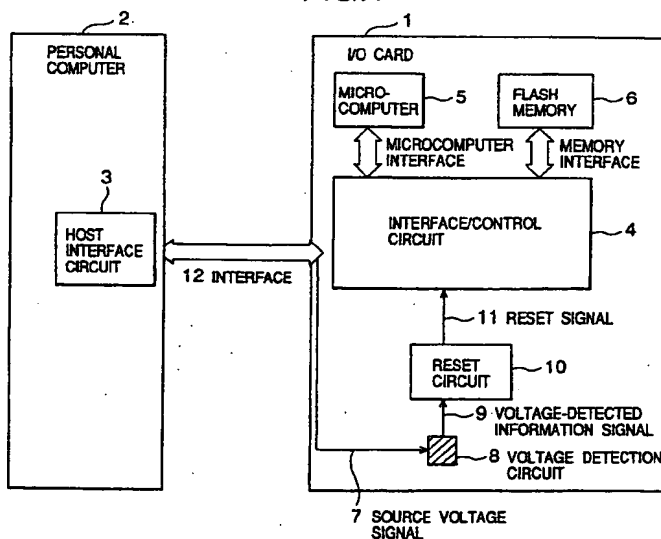 2
1
PERSONAL
COMPUTER
I/O CARD
MICRO-
COMPUTER
5
FLASH
MEMORY
6
MICROCOMPUTER
INTERFACE
MEMORY
INTERFACE
3
HOST
INTERFACE
CIRCUIT
INTERFACE/CONTROL
CIRCUIT
4
12 INTERFACE
11 RESET SIGNAL
RESET
CIRCUIT
10
9 VOLTAGE-DETECTED
INFORMATION SIGNAL
8 VOLTAGE DETECTION
CIRCUIT
7 SOURCE VOLTAGE
SIGNAL